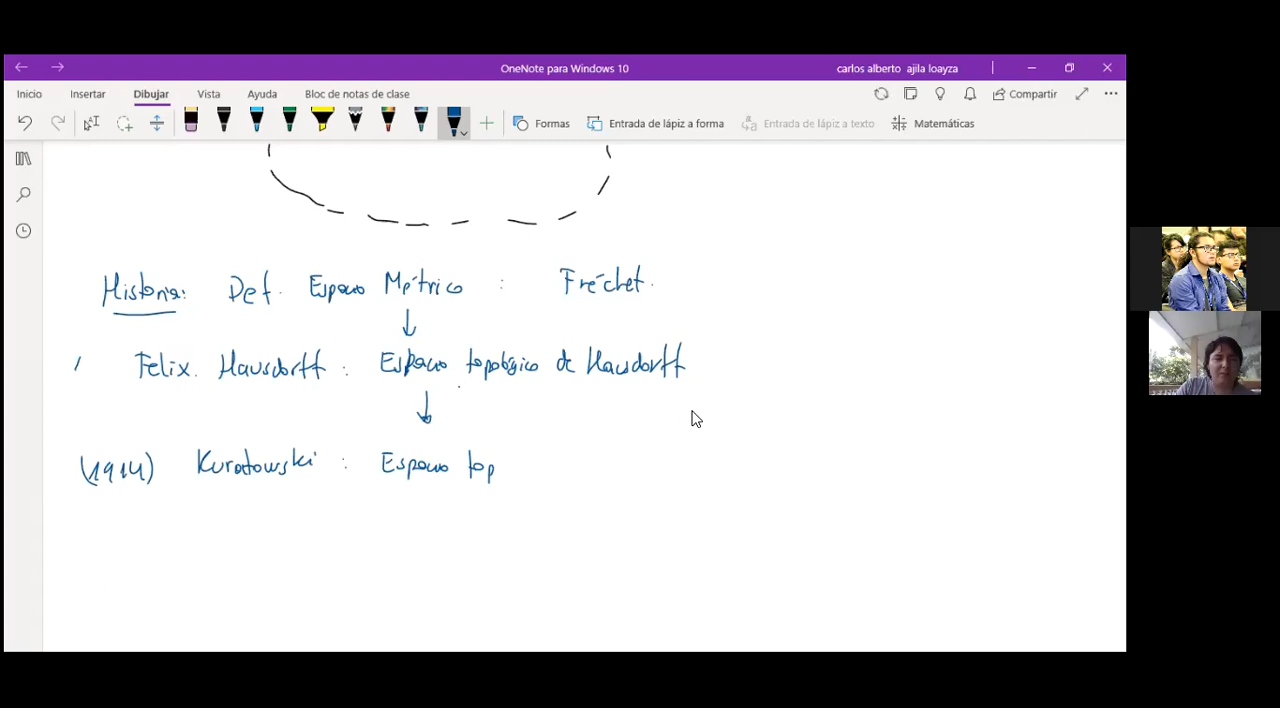 OneNote para Windows 10
carlos alberto ajila loayza
Inicio Insertar Dibujar Vista Ayuda Bloc de notas de clase
Compartir
Formas Entrada de lápiz a forma Entrada de lápiz a texto Matemáticas
Historia: Def. Espacio Métrico : Fréchet.
Felix. Hausdorff : Espacio topológico de Hausdorff
(1914) Kuratowski : Espacio top